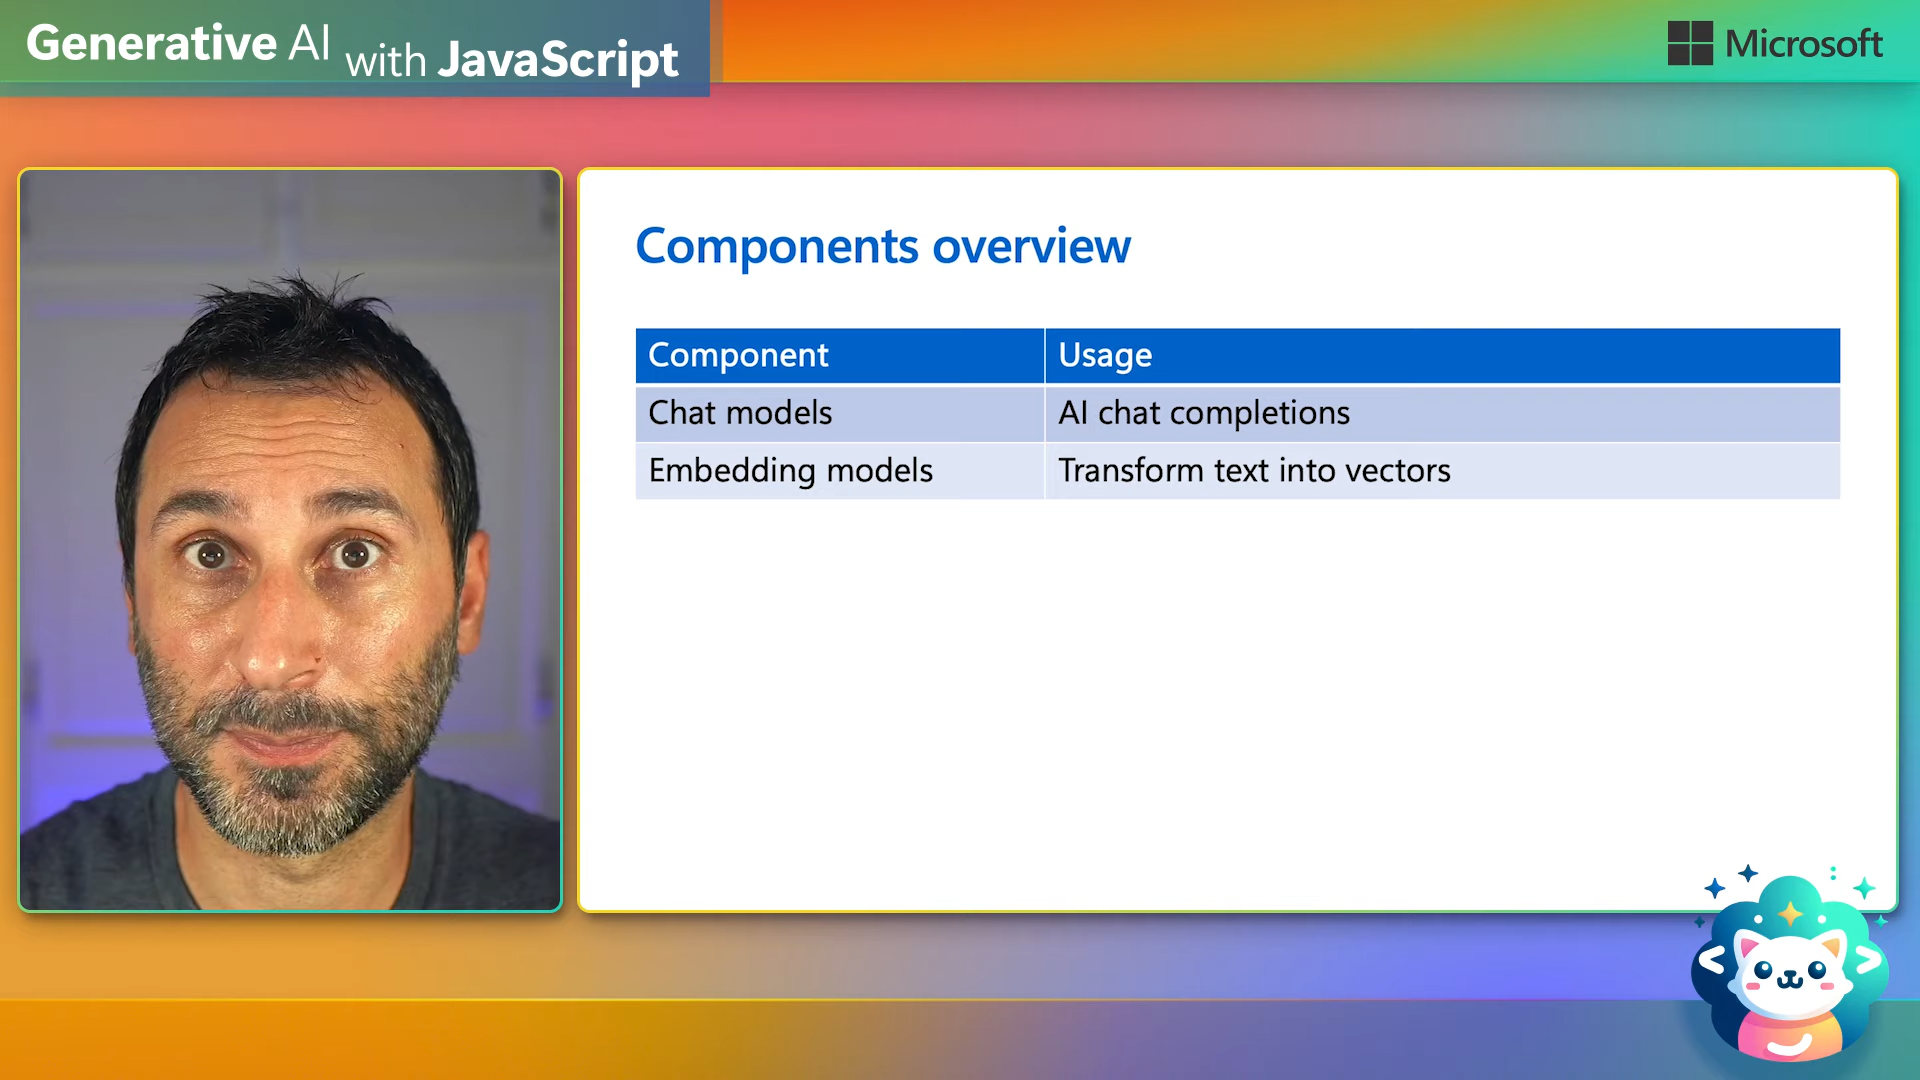 Generative AI with JavaScript
Microsoft
Components overview
Component Usage
Chat models AI chat completions
Embedding models Transform text into vectors
< >